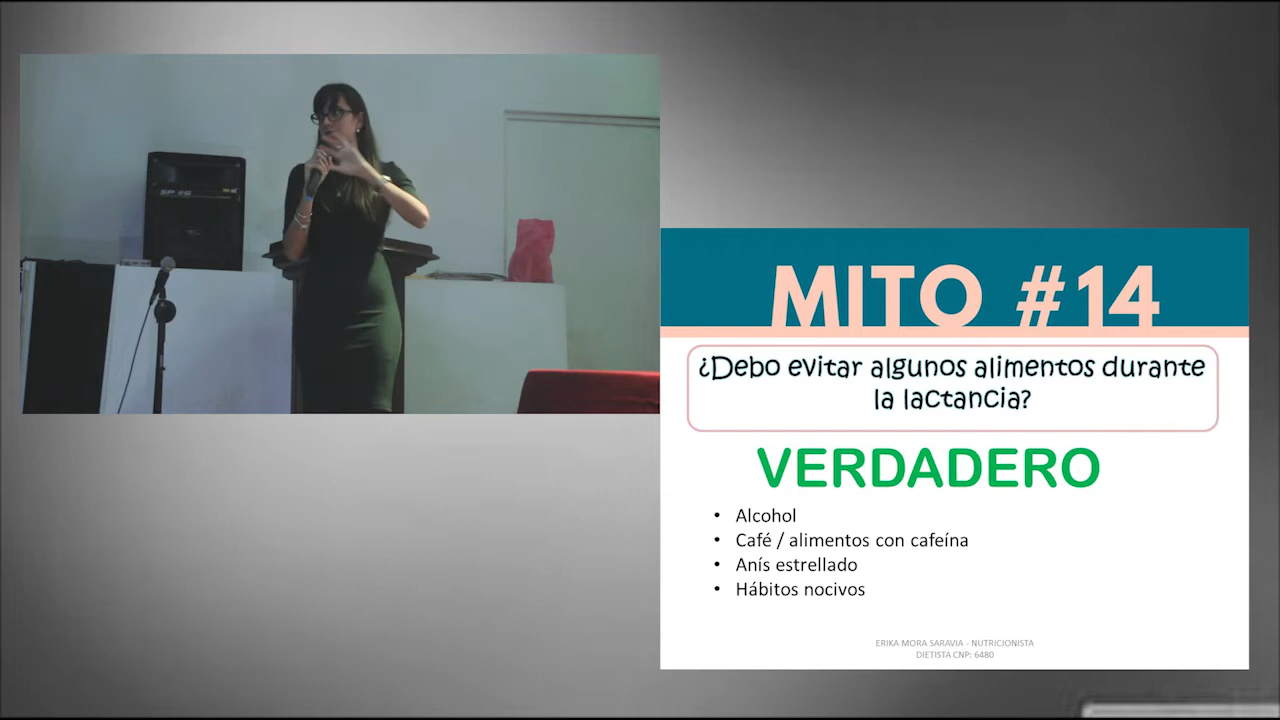 MITO #14
¿Debo evitar algunos alimentos durante
la lactancia?
VERDADERO
• Alcohol
• Café / alimentos con cafeína
• Anís estrellado
• Hábitos nocivos
ERIKA MORA SARAVIA - NUTRICIONISTA
DIETISTA CNP: 6480